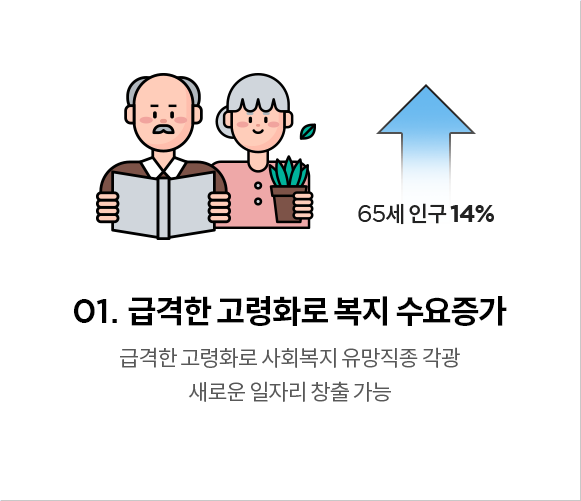 65세 인구 14%
01. 급격한 고령화로 복지 수요증가
급격한 고령화로 사회복지 유망직종 각광
새로운 일자리 창출 가능